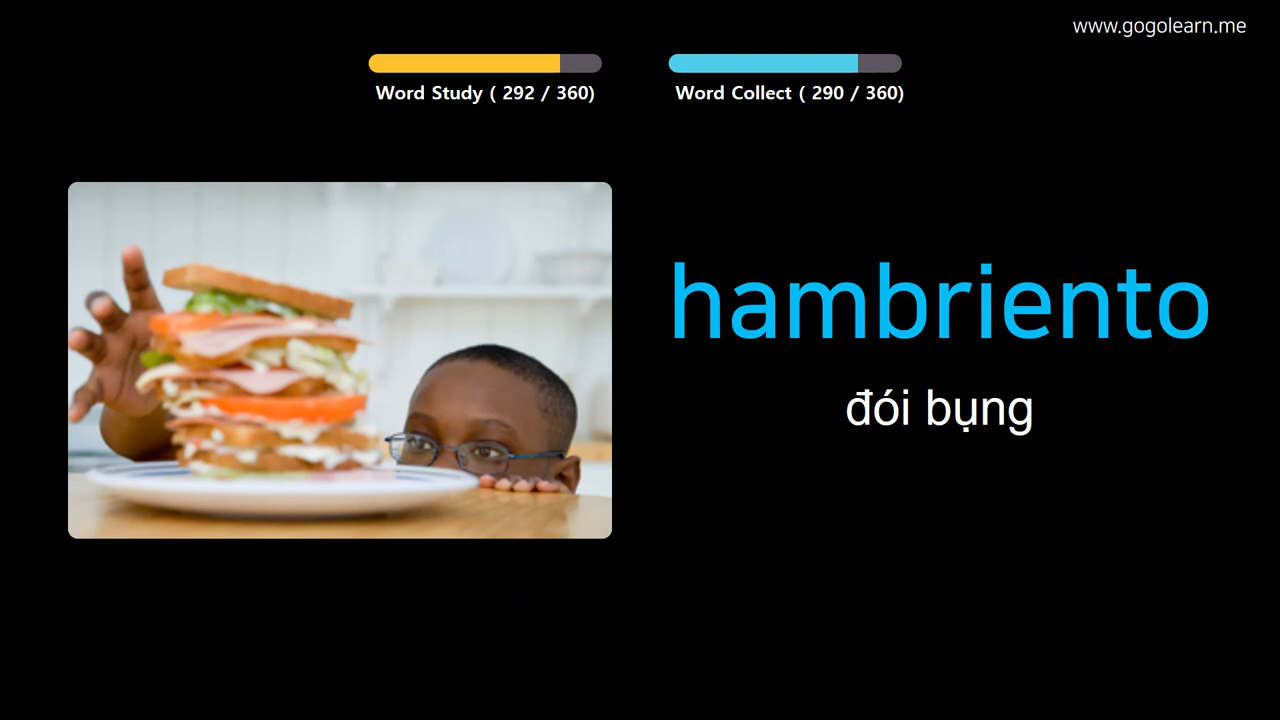 www.gogolearn.me
Word Study ( 292 / 360)
Word Collect ( 290 / 360)
hambriento
đói bụng